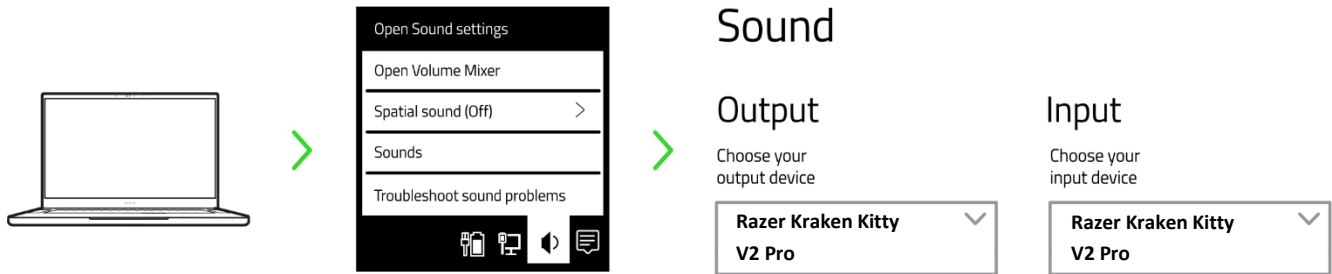 Open Sound settings
Open Volume Mixer
Spatial sound (Off)
Sounds
Troubleshoot sound problems
Sound
Output
Choose your
output device
Razer Kraken Kitty
V2 Pro
Input
Choose your
input device
Razer Kraken Kitty
V2 Pro